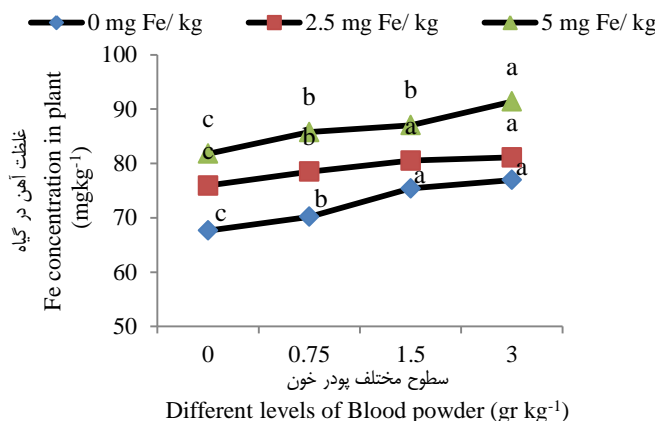 0 mg Fe/ kg 2.5 mg Fe/ kg 5 mg Fe/ kg
غلظت آهن در گیاه
Fe concentration in plant
(mgkg-1)
100
90
80
70
60
50
c b b a
c b a a
c b a a
0 0.75 1.5 3
سطوح مختلف پودر خون
Different levels of Blood powder (gr kg-1)